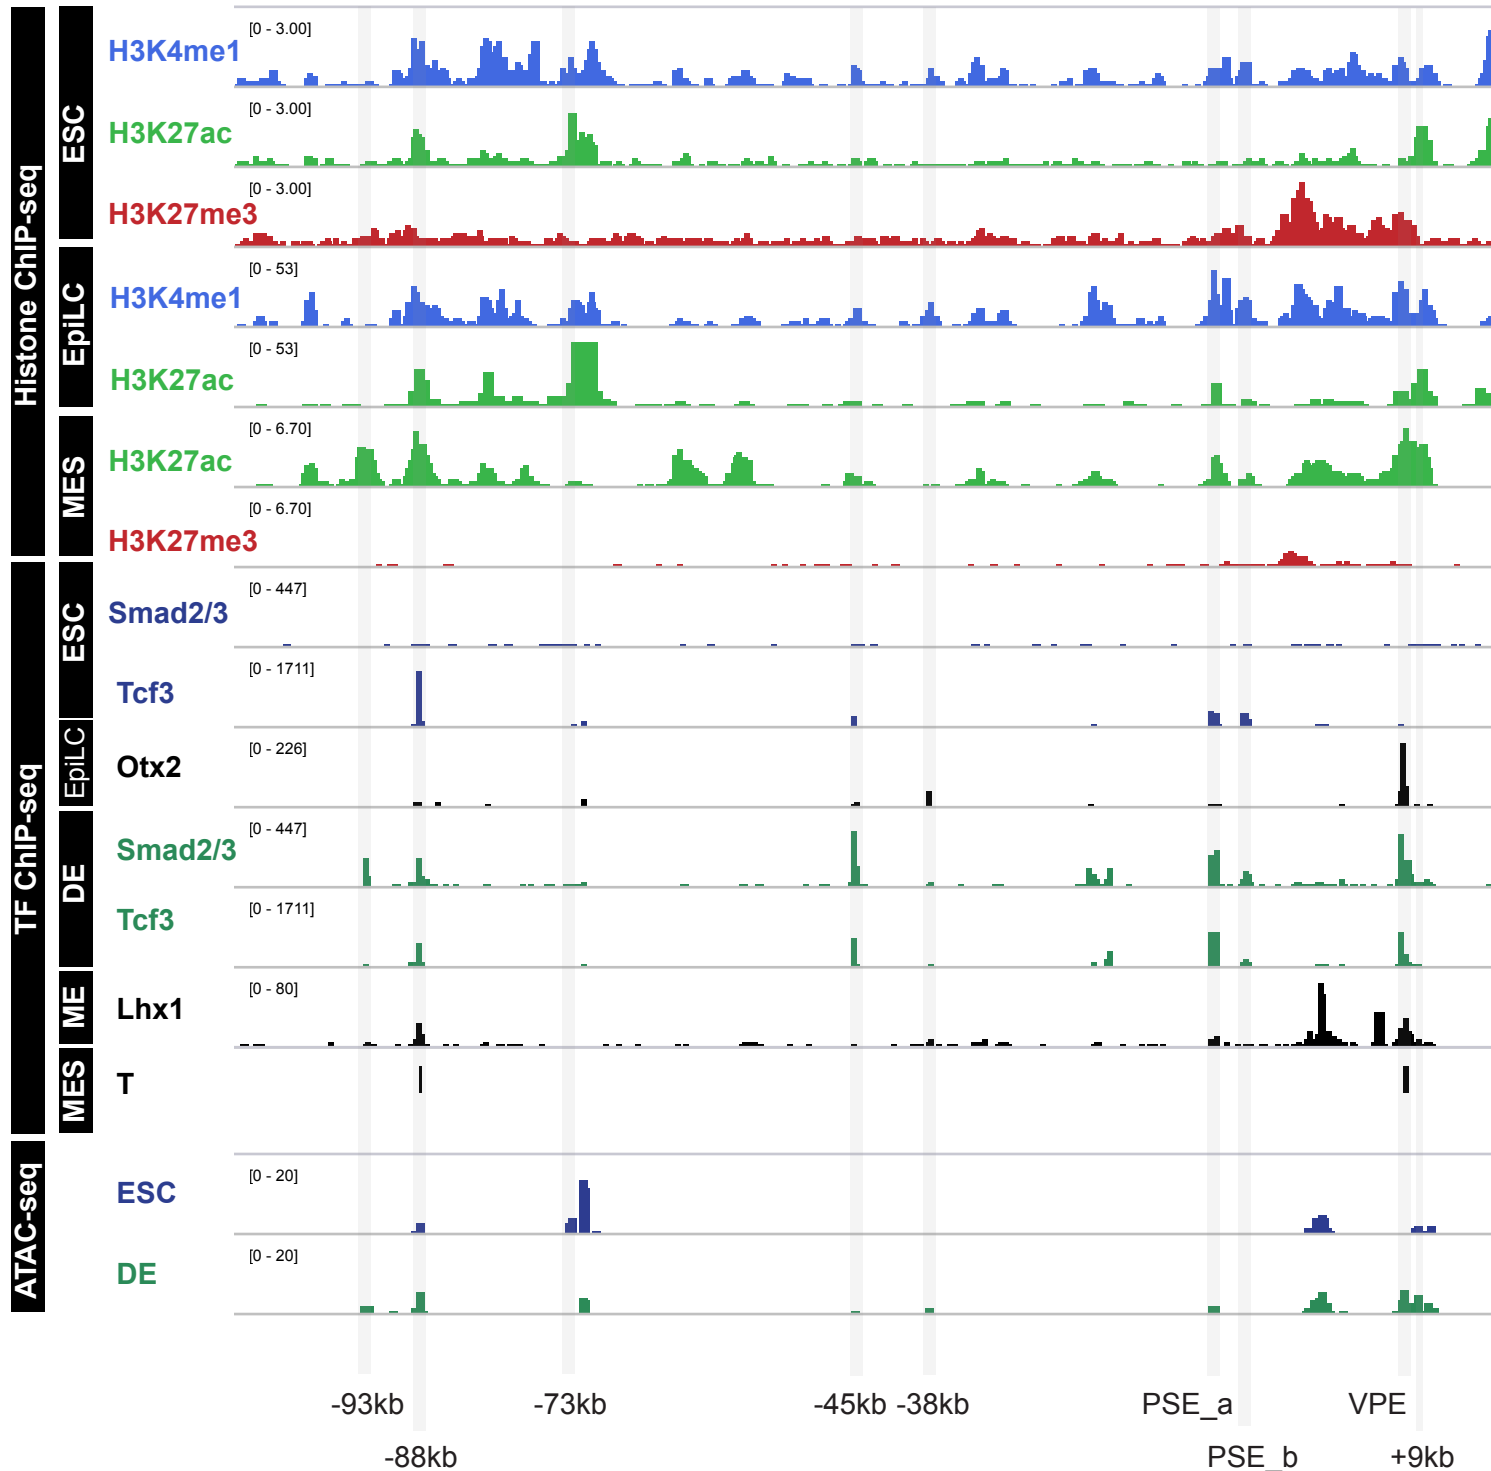 Histone ChIP-seq
ESC
H3K4me1
[0 - 3.00]
H3K27ac
[0 - 3.00]
H3K27me3
[0 - 3.00]
EpiLC
H3K4me1
[0 - 53]
H3K27ac
[0 - 53]
MES
H3K27ac
[0 - 6.70]
H3K27me3
[0 - 6.70]
TF ChIP-seq
ESC
Smad2/3
[0 - 447]
Tcf3
[0 - 1711]
EpiLC
Otx2
[0 - 226]
DE
Smad2/3
[0 - 447]
Tcf3
[0 - 1711]
ME
Lhx1
[0 - 80]
MES
T
ATAC-seq
ESC
[0 - 20]
DE
[0 - 20]
-93kb -73kb -45kb -38kb PSE_a VPE
-88kb PSE_b +9kb